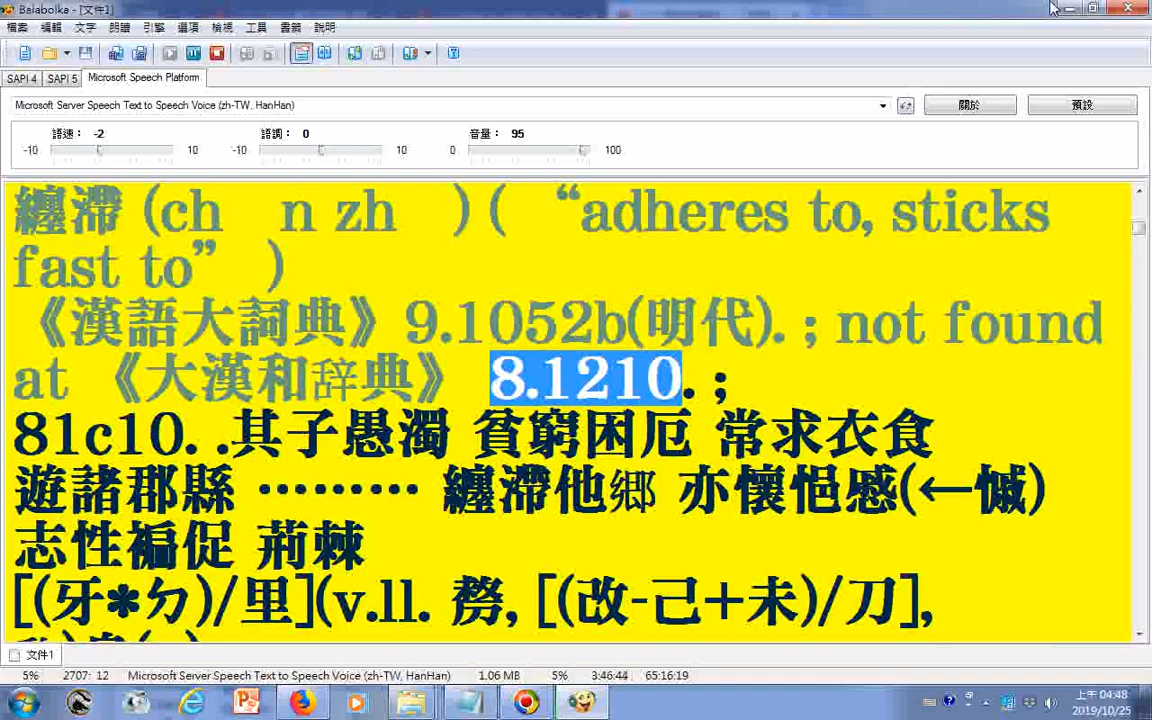 Balabolka - [文件1]
檔案 編輯 文字 朗讀 引擎 選項 檢視 工具 書籤 說明
SAPI 4 SAPI 5 Microsoft Speech Platform
Microsoft Server Speech Text to Speech Voice (zh-TW, HanHan) 關於 預設
語速： -2 語調： 0 音量： 95
-10 10 -10 10 0 100
纏滯 (ch n zh ) ( “adheres to, sticks
fast to” )
《漢語大詞典》 9.1052b(明代). ; not found
at 《大漢和辞典》 8.1210. ;
81c10. .其子愚濁 貧窮困厄 常求衣食
遊諸郡縣 ……… 纏滯他郷 亦懷悒慼(←慽)
志性褊促 荊棘
[(牙*勿)/里](v.ll. 剺, [(改-己+未)/刀],
文件1
5% 2707: 12 Microsoft Server Speech Text to Speech Voice (zh-TW, HanHan) 1.06 MB 5% 3:46:44 65:16:19
上午 04:48
2019/10/25